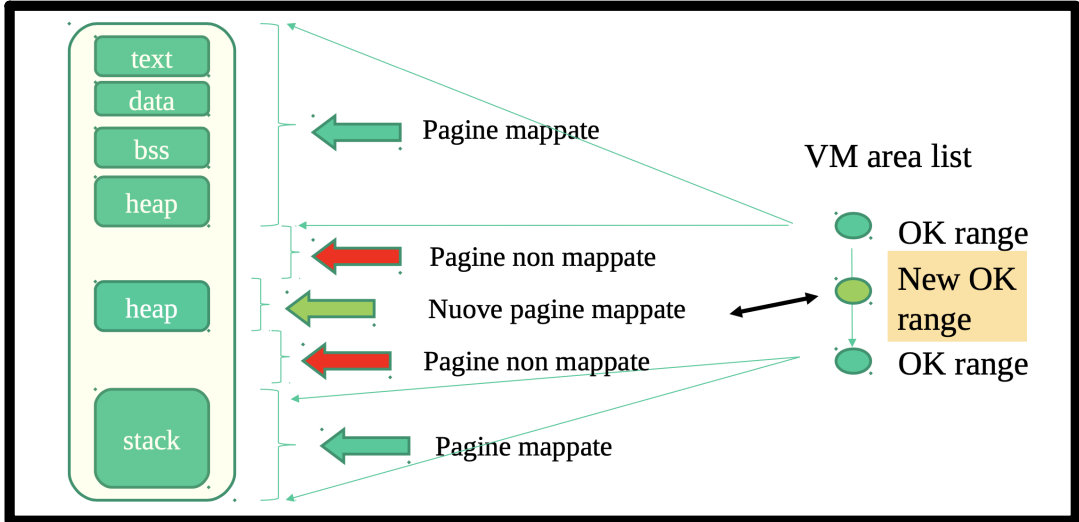 text
data
bss
heap
heap
stack
Pagine mappate
Pagine non mappate
Nuove pagine mappate
Pagine non mappate
Pagine mappate
VM area list
OK range
New OK
range
OK range